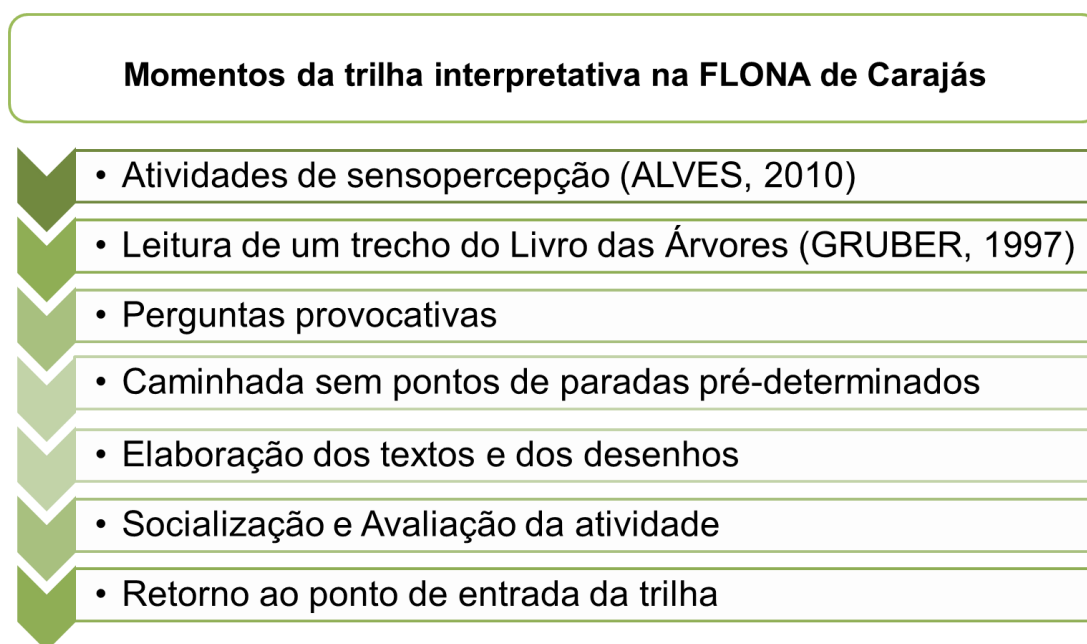 Momentos da trilha interpretativa na FLONA de Carajás
• Atividades de sensopercepção (ALVES, 2010)
• Leitura de um trecho do Livro das Árvores (GRUBER, 1997)
• Perguntas provocativas
• Caminhada sem pontos de paradas pré-determinados
• Elaboração dos textos e dos desenhos
• Socialização e Avaliação da atividade
• Retorno ao ponto de entrada da trilha